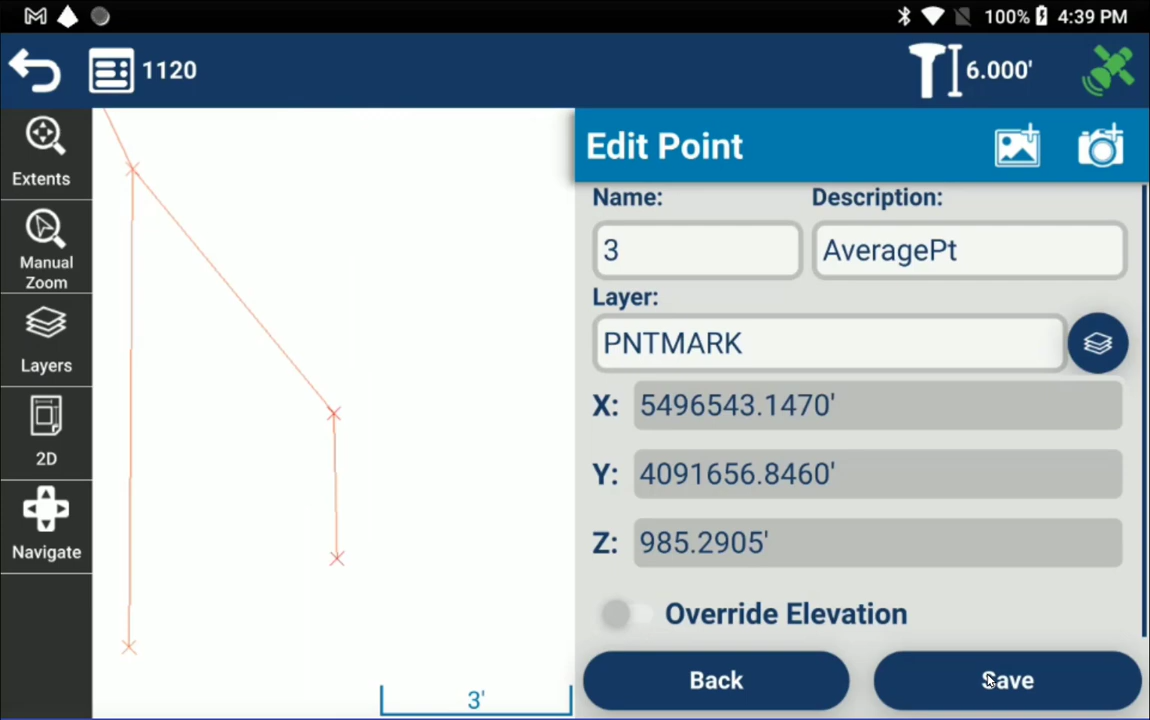 100% 4:39 PM
1120
6.000'
Extents
Manual
Zoom
Layers
2D
Navigate
3'
Edit Point
Name: Description:
3 AveragePt
Layer:
PNTMARK
X: 5496543.1470'
Y: 4091656.8460'
Z: 985.2905'
Override Elevation
Back Save